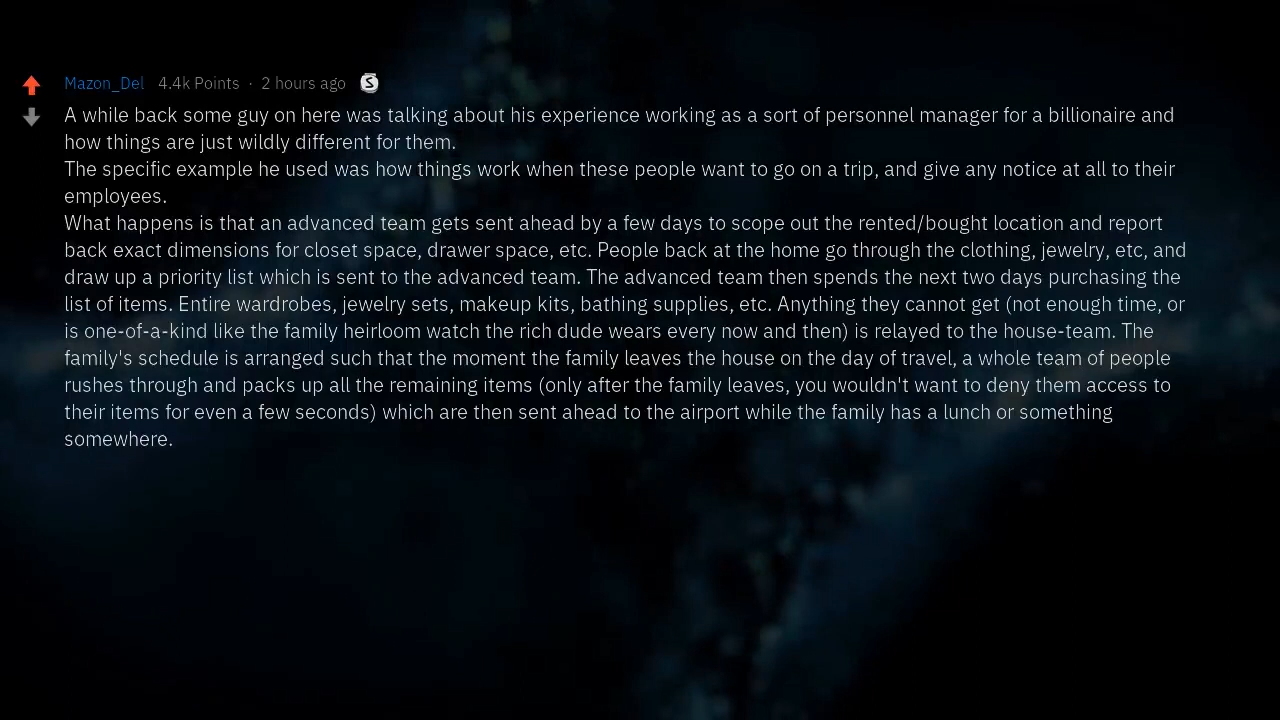 Mazon_Del 4.4k Points · 2 hours ago S
A while back some guy on here was talking about his experience working as a sort of personnel manager for a billionaire and
how things are just wildly different for them.
The specific example he used was how things work when these people want to go on a trip, and give any notice at all to their
employees.
What happens is that an advanced team gets sent ahead by a few days to scope out the rented/bought location and report
back exact dimensions for closet space, drawer space, etc. People back at the home go through the clothing, jewelry, etc, and
draw up a priority list which is sent to the advanced team. The advanced team then spends the next two days purchasing the
list of items. Entire wardrobes, jewelry sets, makeup kits, bathing supplies, etc. Anything they cannot get (not enough time, or
is one-of-a-kind like the family heirloom watch the rich dude wears every now and then) is relayed to the house-team. The
family's schedule is arranged such that the moment the family leaves the house on the day of travel, a whole team of people
rushes through and packs up all the remaining items (only after the family leaves, you wouldn't want to deny them access to
their items for even a few seconds) which are then sent ahead to the airport while the family has a lunch or something
somewhere.